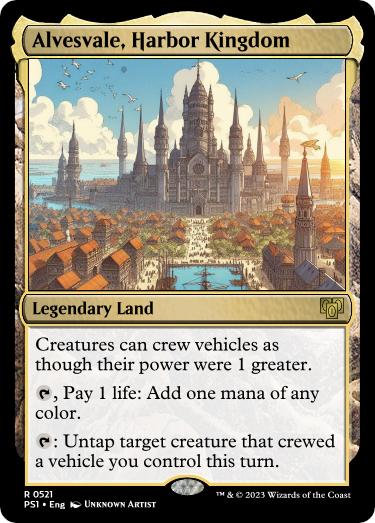 Alvesvale, Harbor Kingdom
Legendary Land
Creatures can crew vehicles as
though their power were 1 greater.
, Pay 1 life: Add one mana of any
color.
: Untap target creature that crewed
a vehicle you control this turn.
R 0521
PS1 • Eng Unknown Artist
™ & © 2023 Wizards of the Coast